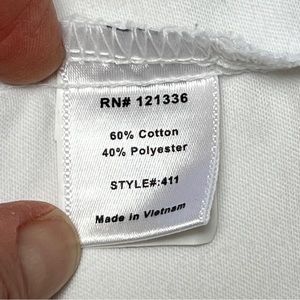 RN# 121336
60% Cotton
40% Polyester
STYLE#:411
Made in Vietnam